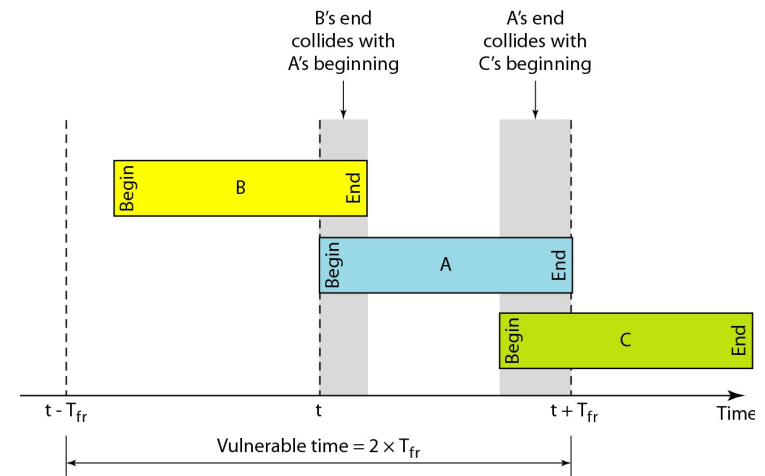 B's end
collides with
A's beginning
A's end
collides with
C's beginning
Begin
B
End
Begin
A
End
Begin
C
End
t - Tfr
t
t + Tfr
Time
Vulnerable time = 2 × Tfr